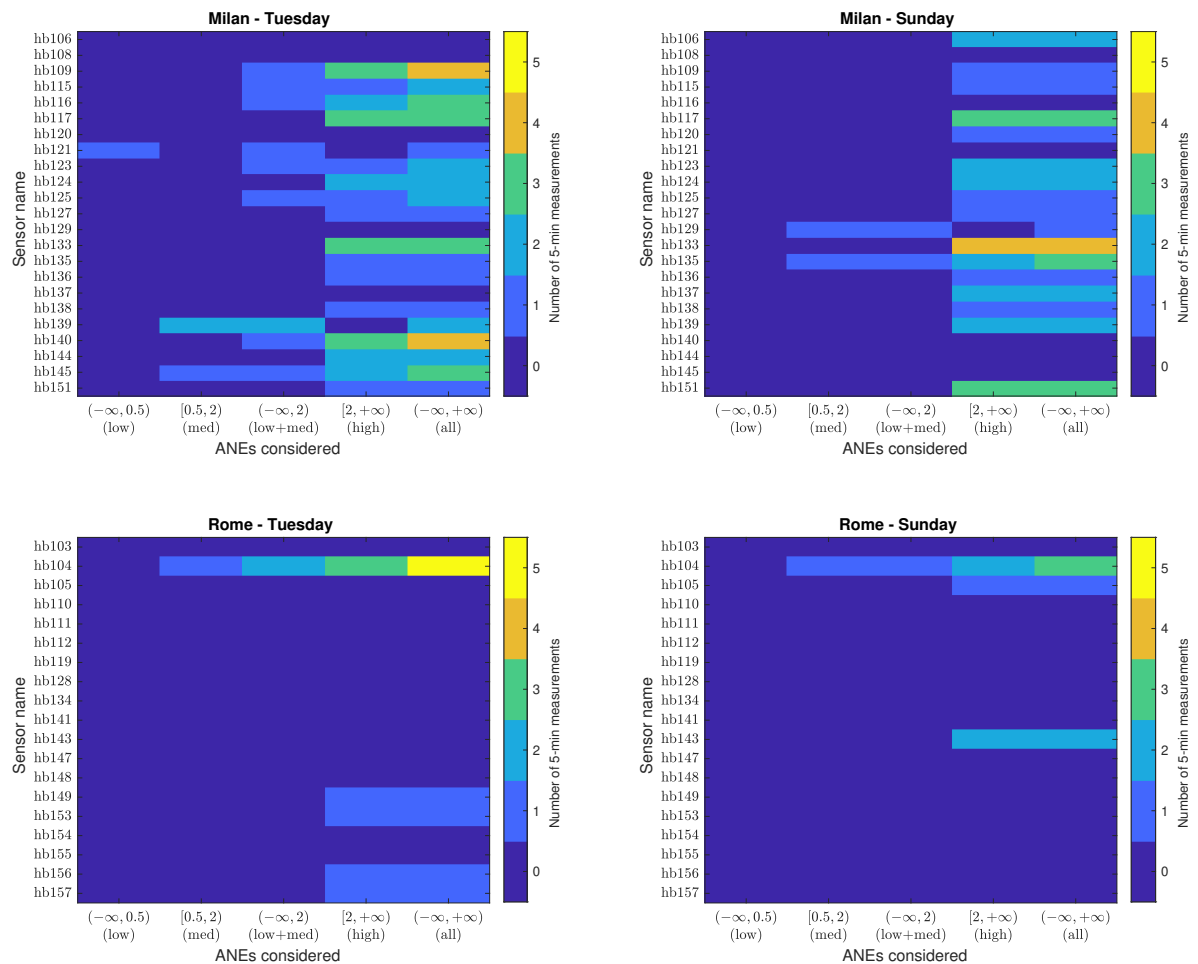 Milan - Tuesday
hb106
hb108
hb109
hb115
hb116
hb117
hb120
hb121
hb123
hb124
hb125
hb127
hb129
hb133
hb135
hb136
hb137
hb138
hb139
hb140
hb144
hb145
hb151
Sensor name
(−∞, 0.5) [0.5, 2) (−∞, 2) [2, +∞) (−∞, +∞)
(low) (med) (low+med) (high) (all)
ANEs considered
5
4
3
2
1
0
Number of 5-min measurements
Milan - Sunday
hb106
hb109
hb115
hb116
hb117
hb120
hb121
hb123
hb124
hb125
hb127
hb129
hb133
hb135
hb136
hb137
hb138
hb139
hb140
hb144
hb145
hb151
Sensor name
(−∞, 0.5) [0.5, 2) (−∞, 2) [2, +∞) (−∞, +∞)
(low) (med) (low+med) (high) (all)
ANEs considered
5
4
3
2
1
0
Number of 5-min measurements
Rome - Tuesday
hb103
hb104
hb105
hb110
hb111
hb112
hb119
hb128
hb134
hb141
hb143
hb147
hb148
hb149
hb153
hb154
hb155
hb156
hb157
Sensor name
(−∞, 0.5) [0.5, 2) (−∞, 2) [2, +∞) (−∞, +∞)
(low) (med) (low+med) (high) (all)
ANEs considered
5
4
3
2
1
0
Number of 5-min measurements
Rome - Sunday
hb103
hb104
hb105
hb110
hb111
hb112
hb119
hb128
hb134
hb141
hb143
hb147
hb148
hb149
hb153
hb154
hb155
hb156
hb157
Sensor name
(−∞, 0.5) [0.5, 2) (−∞, 2) [2, +∞) (−∞, +∞)
(low) (med) (low+med) (high) (all)
ANEs considered
5
4
3
2
1
0
Number of 5-min measurements